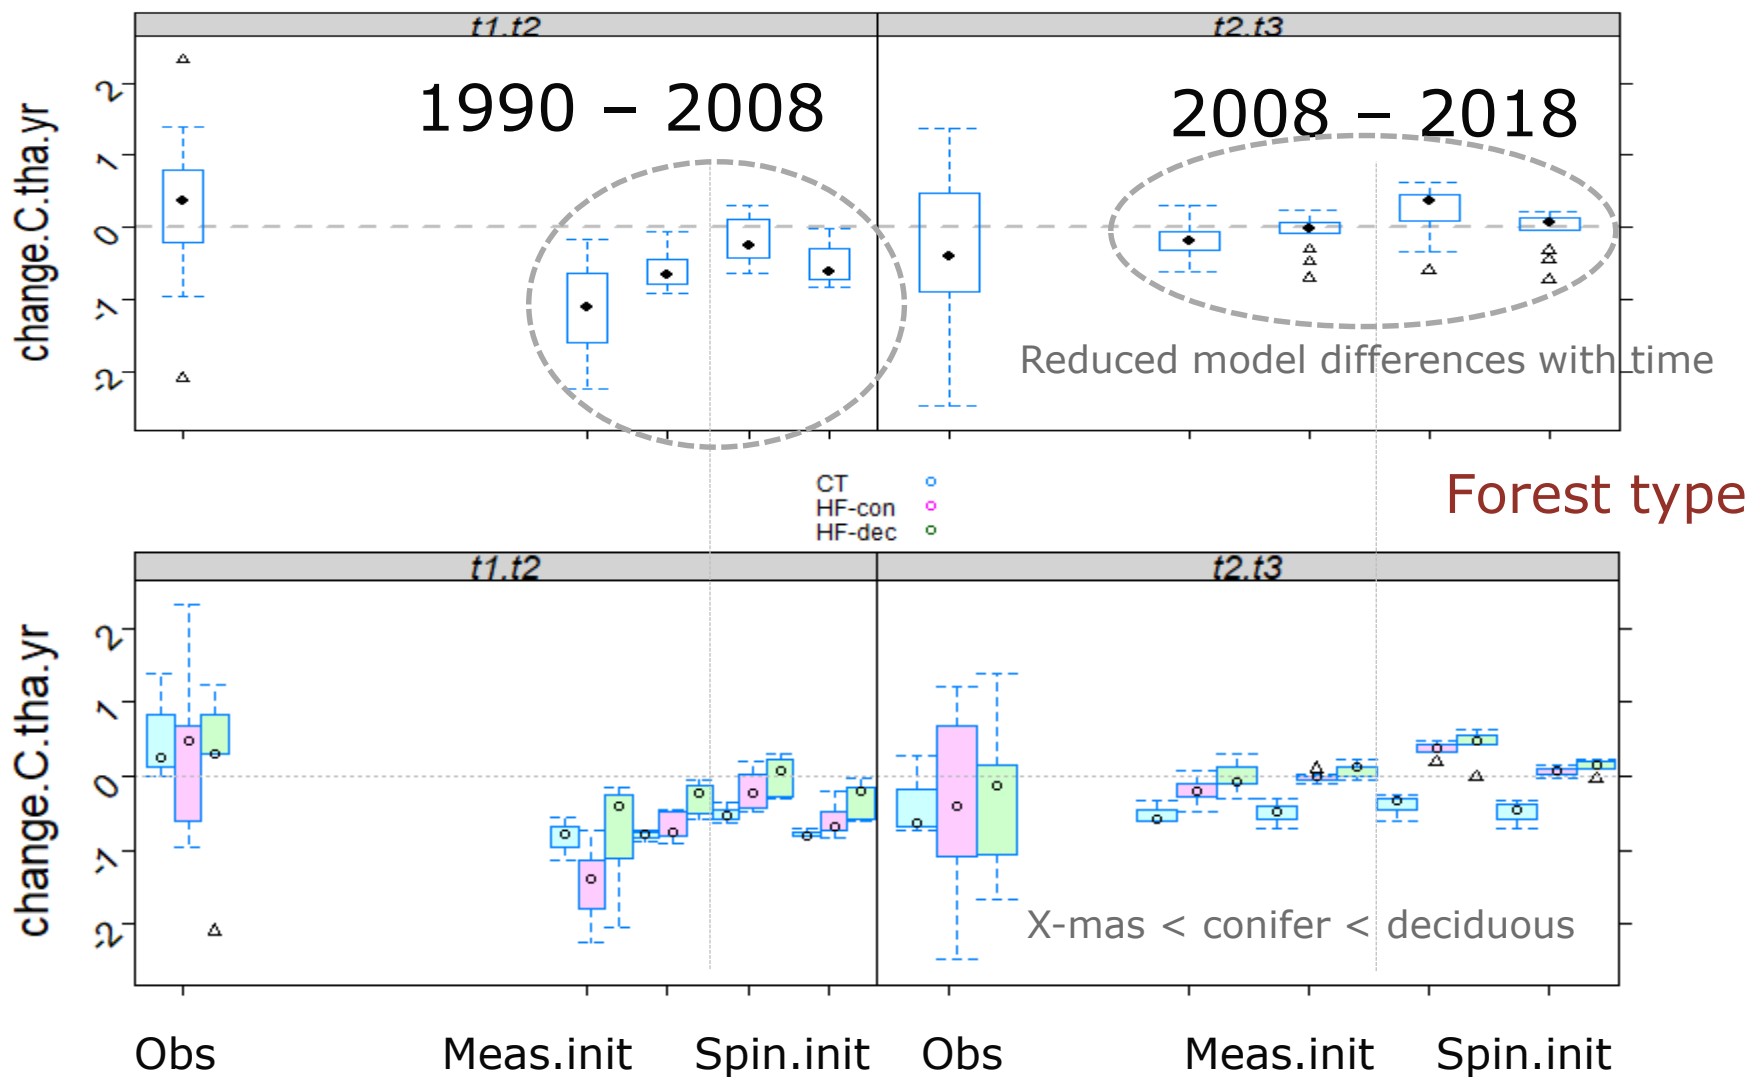 t1.t2 t2.t3
1990 – 2008 2008 – 2018
change.C.tha.yr
2
1
0
-1
-2
Reduced model differences with time
CT
HF-con
HF-dec
Forest type
t1.t2 t2.t3
change.C.tha.yr
2
1
0
-1
-2
X-mas < conifer < deciduous
Obs Meas.init Spin.init Obs Meas.init Spin.init